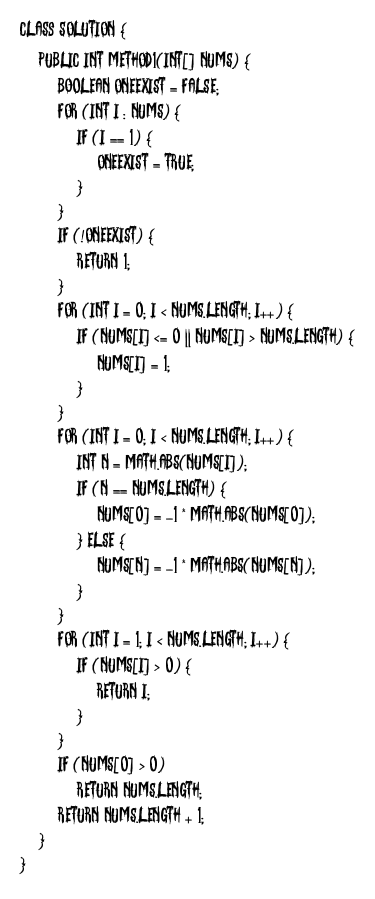 CLASS SOLUTION {
PUBLIC INT METHOD1(INT[] NUMS) {
BOOLEAN ONEEXIST = FALSE;
FOR (INT I : NUMS) {
IF (I == 1) {
ONEEXIST = TRUE;
}
}
IF (!ONEEXIST) {
RETURN 1;
}
FOR (INT I = 0; I < NUMS.LENGTH; I++) {
IF (NUMS[I] <= 0 || NUMS[I] > NUMS.LENGTH) {
NUMS[I] = 1;
}
}
FOR (INT I = 0; I < NUMS.LENGTH; I++) {
INT N = MATH.ABS(NUMS[I]);
IF (N == NUMS.LENGTH) {
NUMS[0] = -1 * MATH.ABS(NUMS[0]);
} ELSE {
NUMS[N] = -1 * MATH.ABS(NUMS[N]);
}
}
FOR (INT I = 1; I < NUMS.LENGTH; I++) {
IF (NUMS[I] > 0) {
RETURN I;
}
}
IF (NUMS[0] > 0)
RETURN NUMS.LENGTH;
RETURN NUMS.LENGTH + 1;
}
}